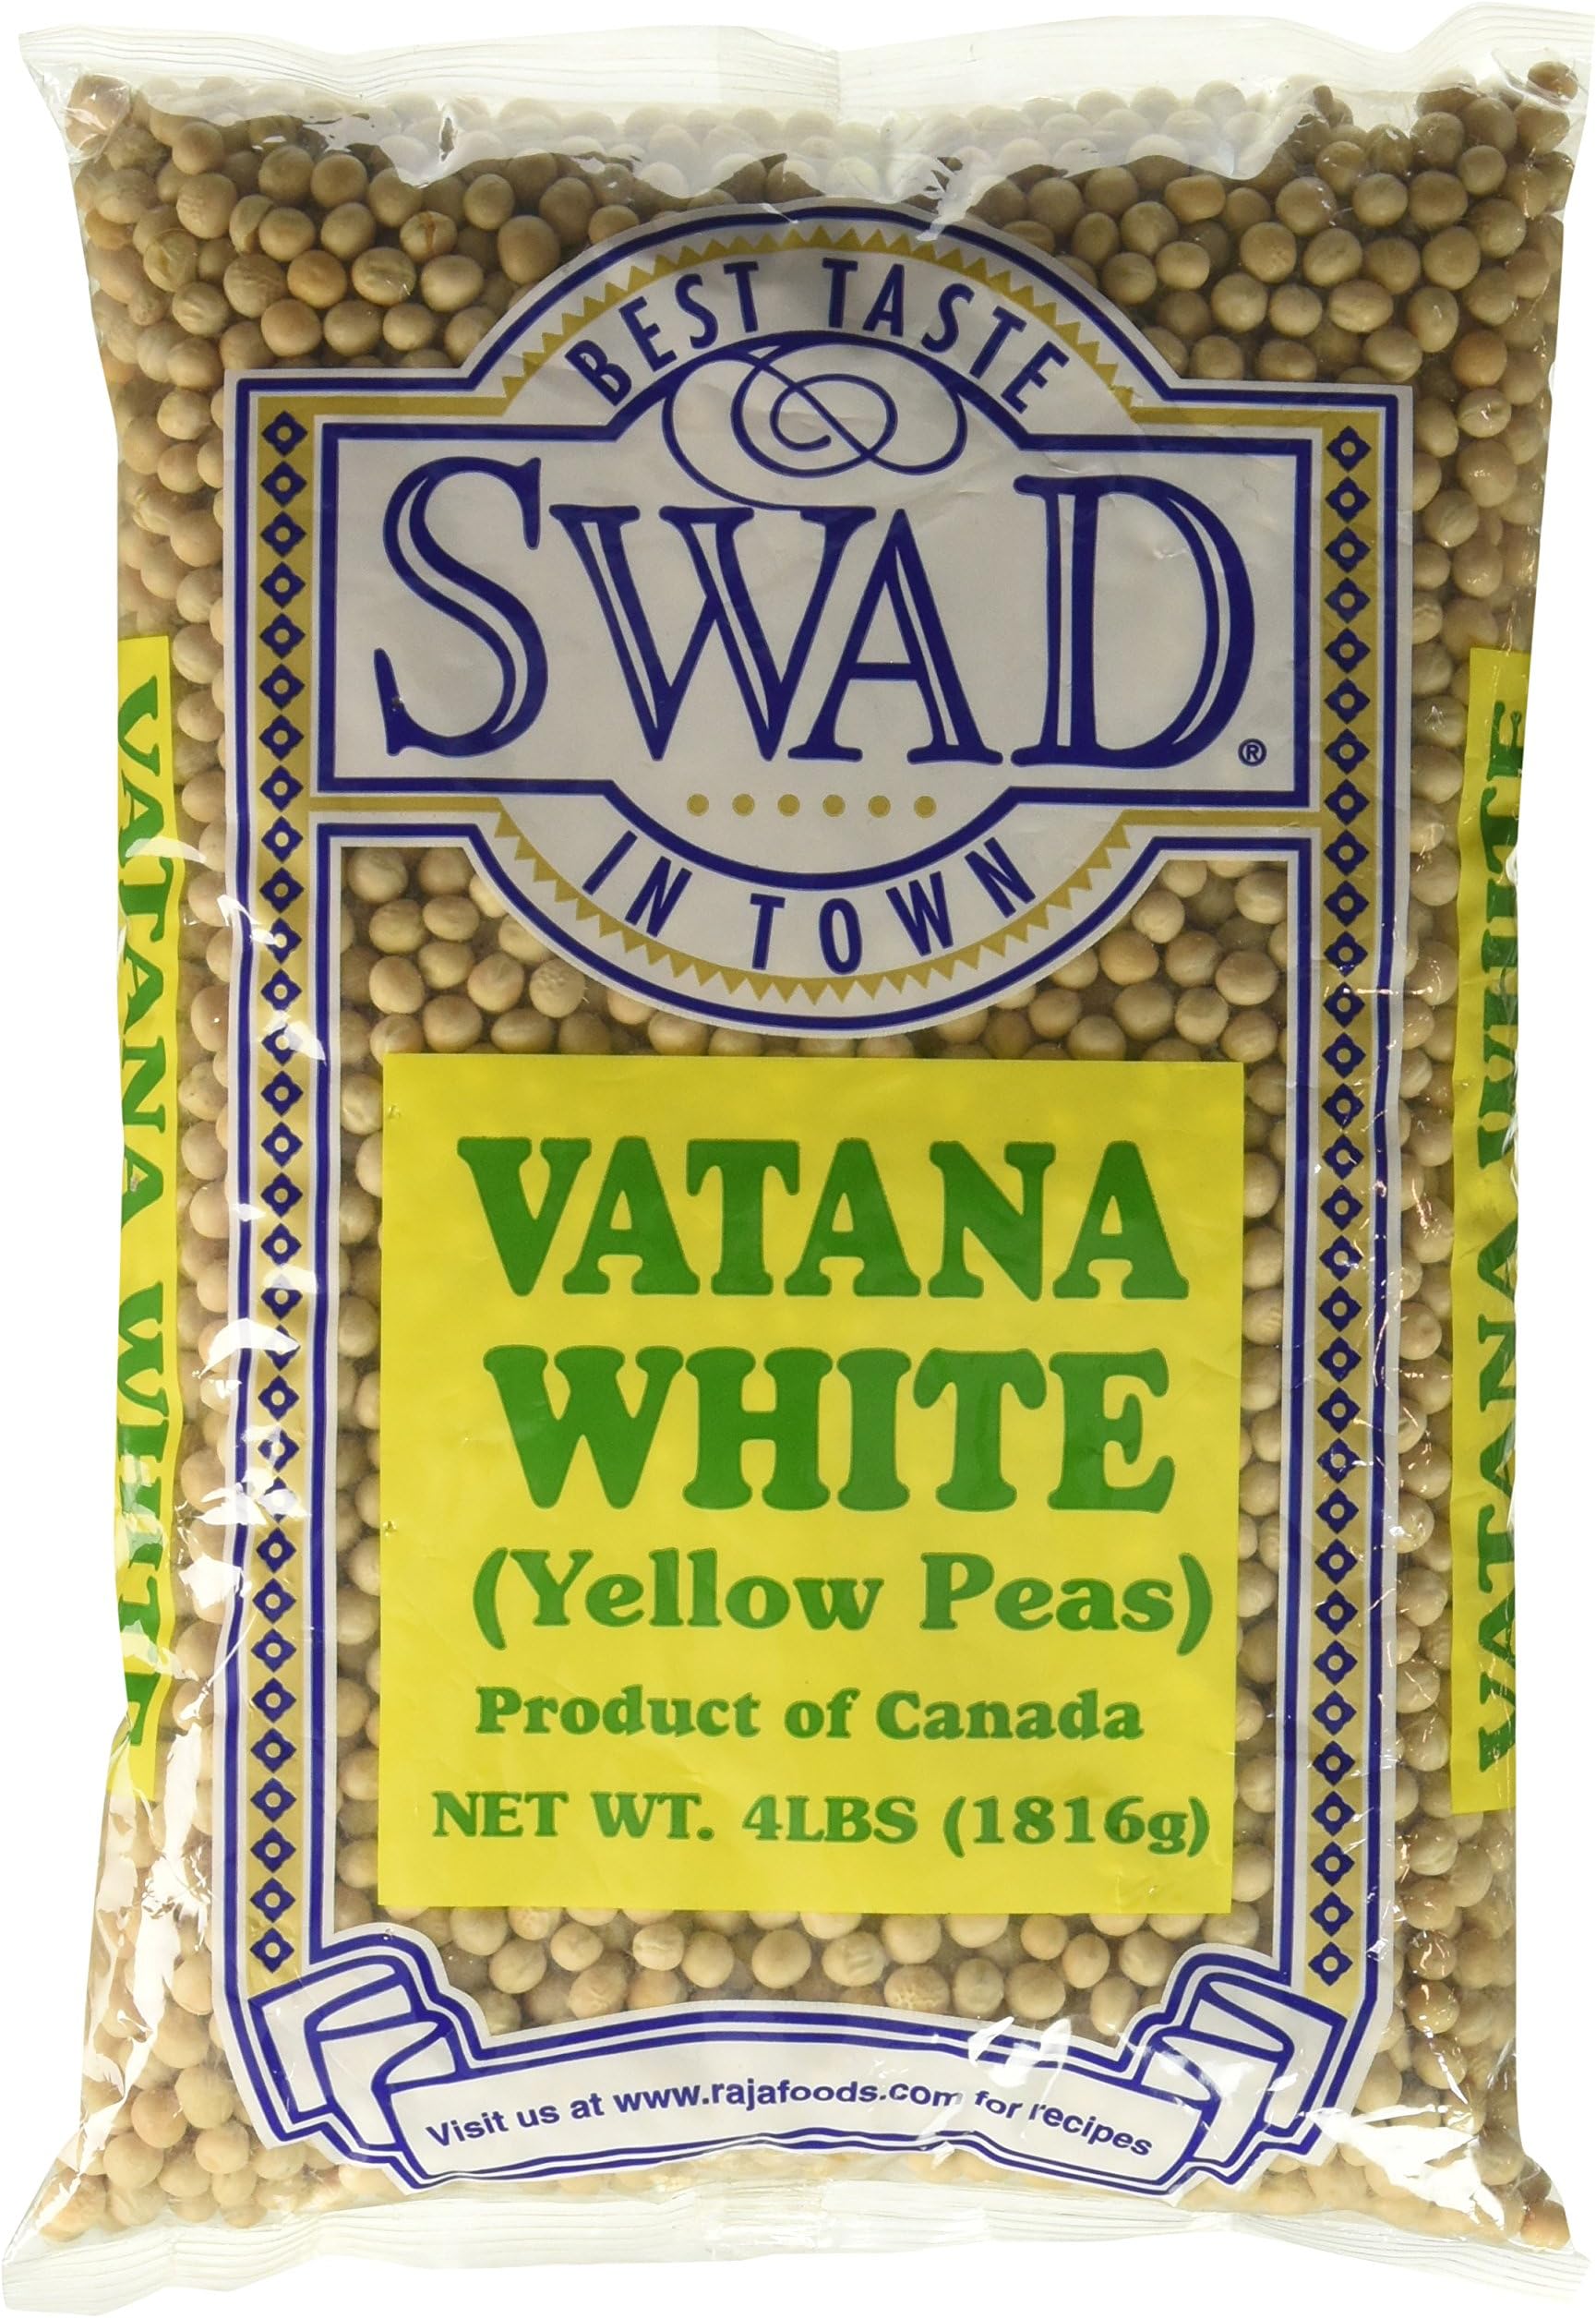 BEST TASTE
SWAD®
IN TOWN
VATANA
WHITE
(Yellow Peas)
Product of Canada
NET WT. 4LBS (1816g)
Visit us at www.rajafoods.com for recipes
VATANA WHITE
VATANA WHITE